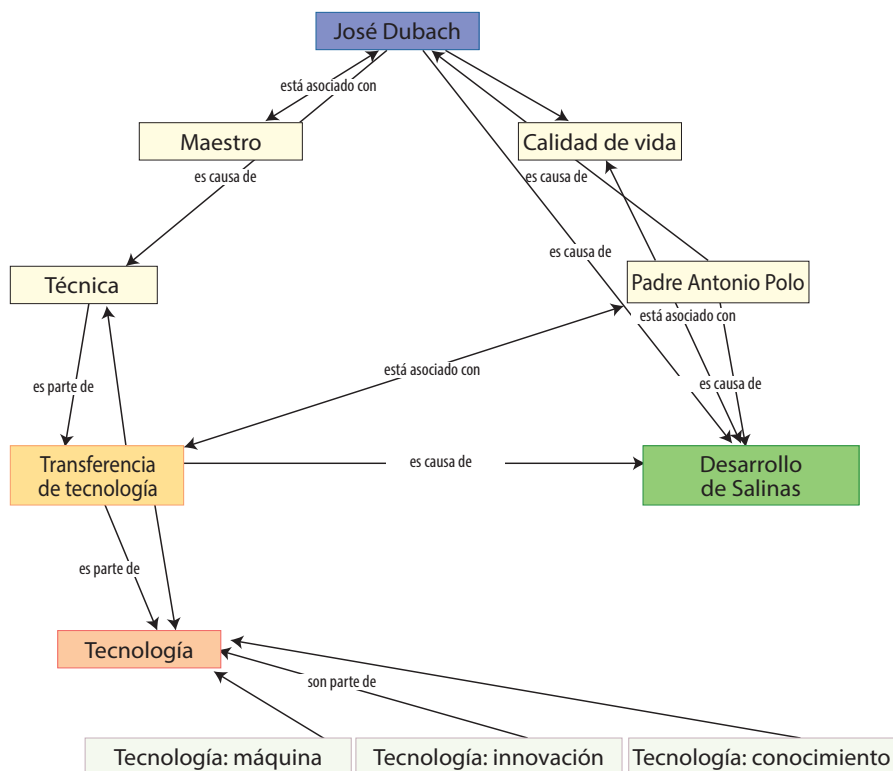 José Dubach
está asociado con
Maestro
Calidad de vida
es causa de
es causa de
es causa de
Técnica
Padre Antonio Polo
está asociado con
está asociado con
es parte de
es causa de
Transferencia
de tecnología
es causa de
Desarrollo
de Salinas
es parte de
Tecnología
son parte de
Tecnología: máquina
Tecnología: innovación
Tecnología: conocimiento